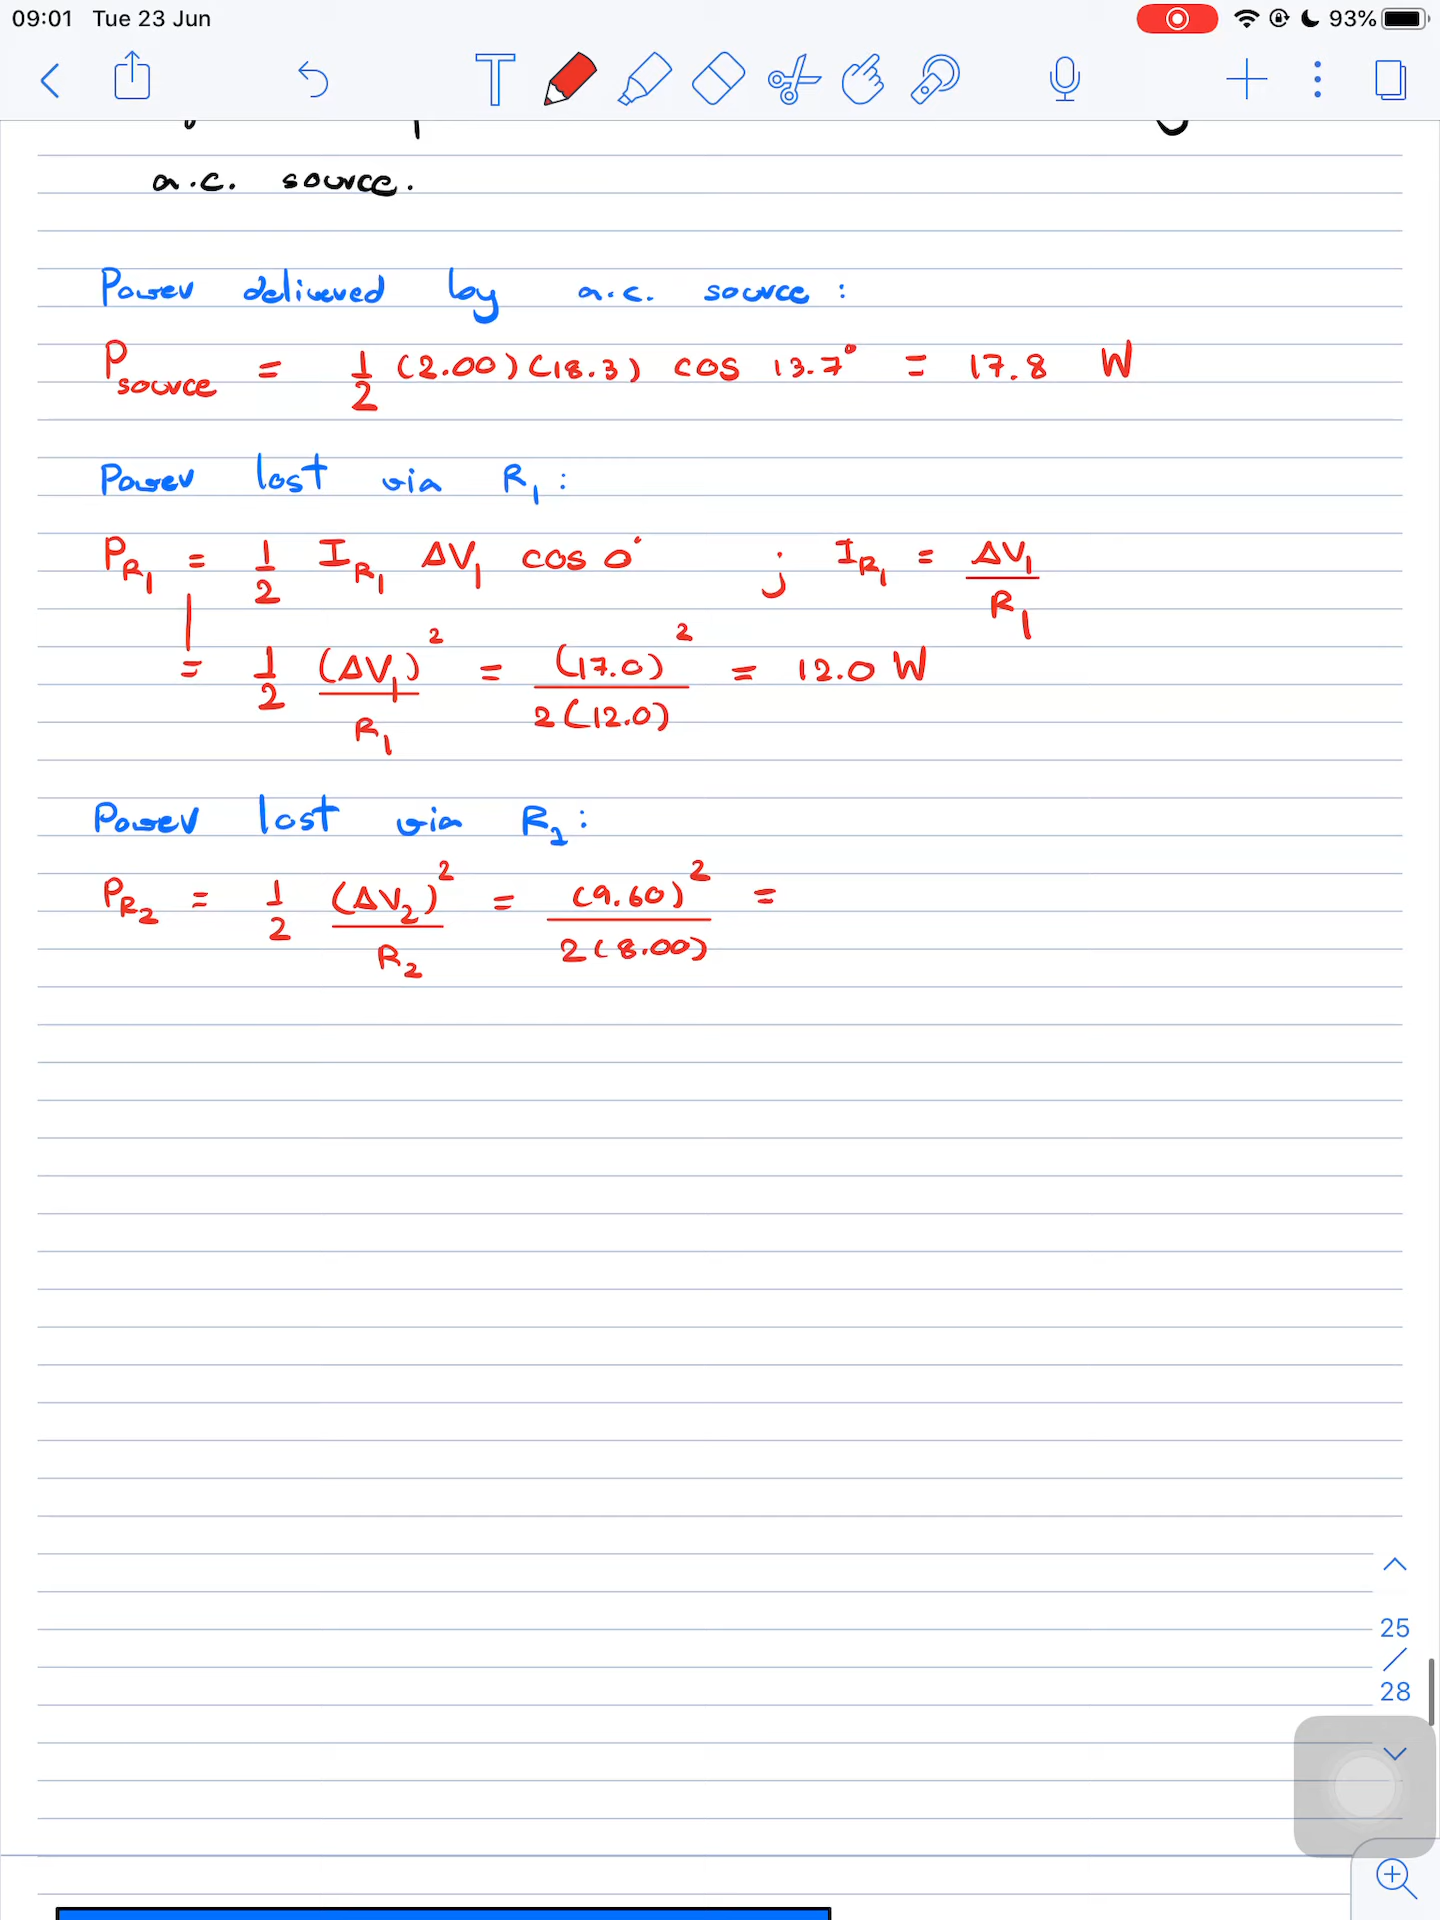 09:01 Tue 23 Jun 93%
T
a.c. source.
Power delivered by a.c. source :
P source = 1/2 (2.00)(18.3) cos 13.7° = 17.8 W
Power lost via R₁ :
P_R₁ = 1/2 I_R₁ ΔV₁ cos 0° ; I_R₁ = ΔV₁/R₁
= 1/2 (ΔV₁)²/R₁ = (17.0)²/2(12.0) = 12.0 W
Power lost via R₂ :
P_R₂ = 1/2 (ΔV₂)²/R₂ = (9.60)²/2(8.00) =
25
/
28